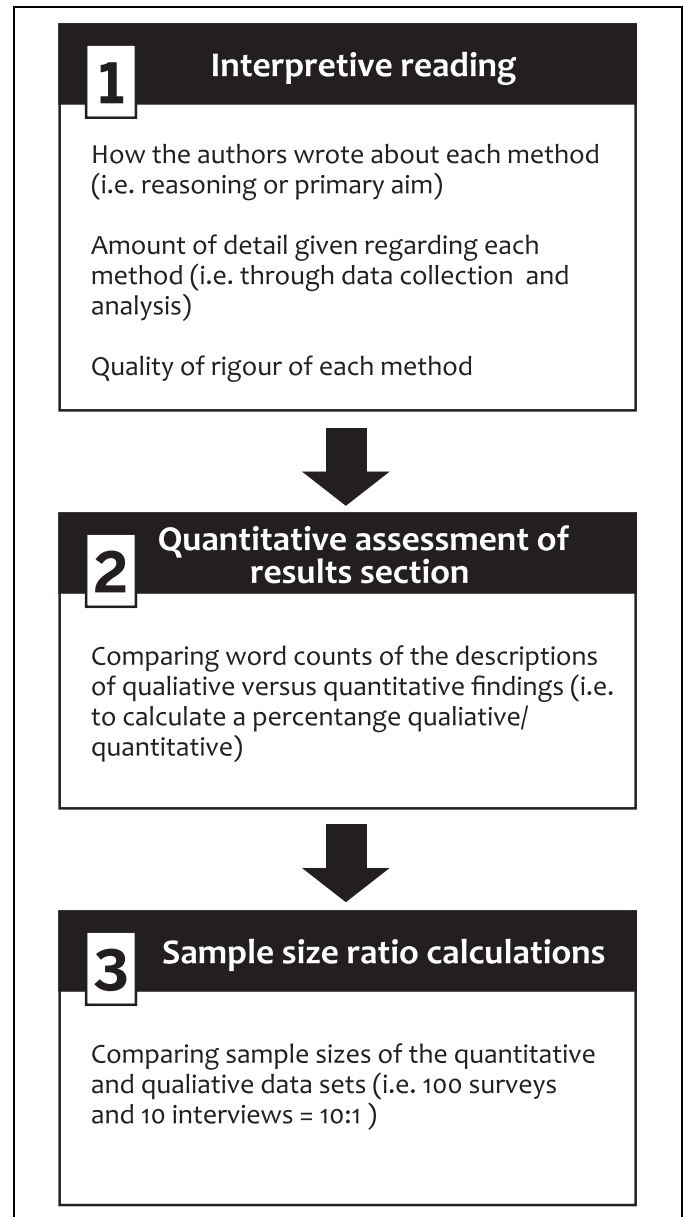 1
Interpretive reading
How the authors wrote about each method
(i.e. reasoning or primary aim)
Amount of detail given regarding each
method (i.e. through data collection and
analysis)
Quality of rigour of each method
2
Quantitative assessment of
results section
Comparing word counts of the descriptions
of qualiative versus quantitative findings (i.e.
to calculate a percentange qualiative/
quantitative)
3
Sample size ratio calculations
Comparing sample sizes of the quantitative
and qualiative data sets (i.e. 100 surveys
and 10 interviews = 10:1 )